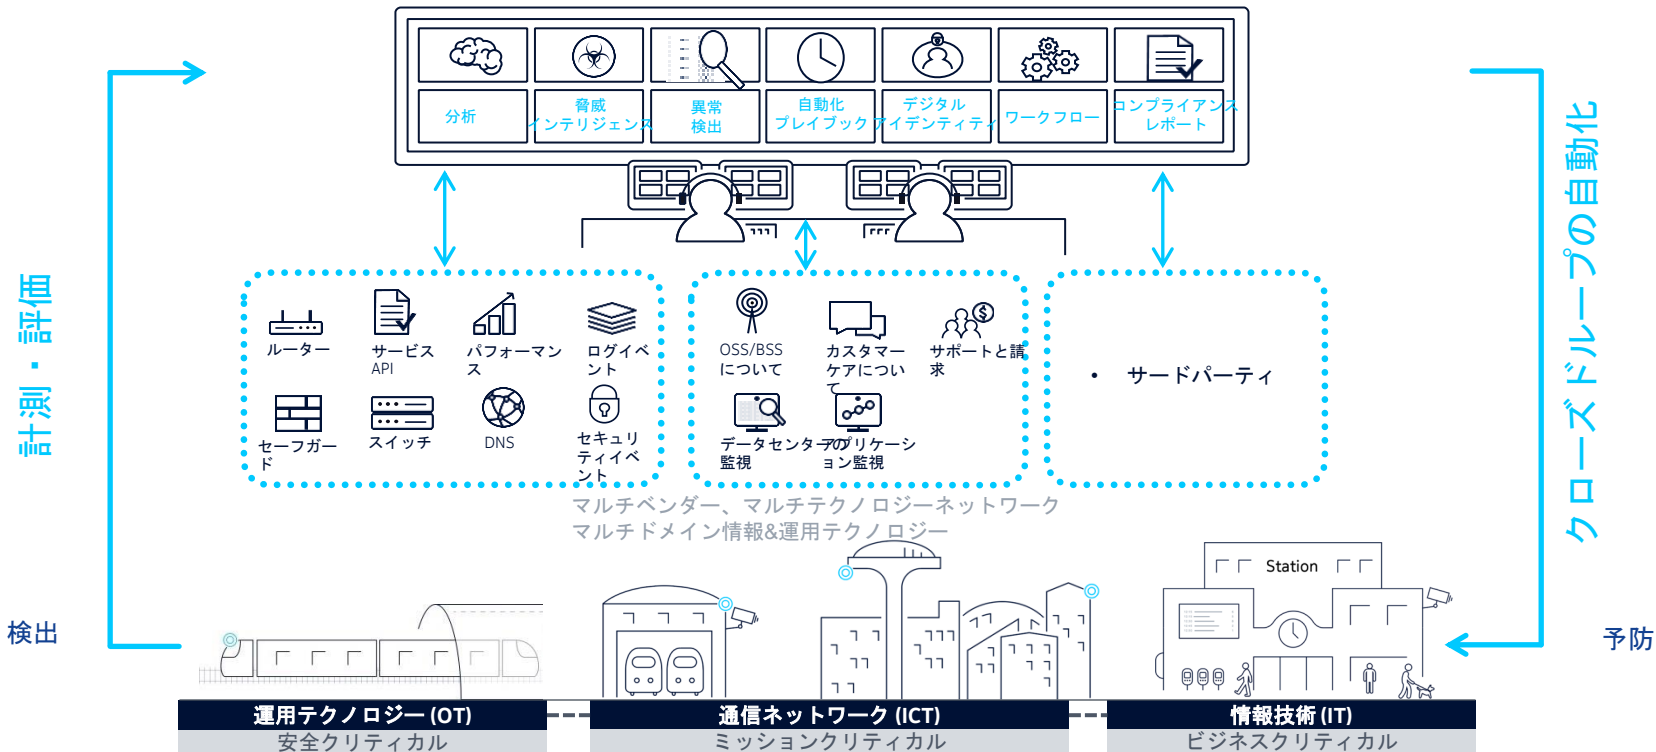 分析
脅威
インテリジェンス
異常
検出
自動化
プレイブック
デジタル
アイデンティティ
ワークフロー
コンプライアンス
レポート
計測・評価
クローズドループの自動化
ルーター
サービス
API
パフォーマン
ス
ログイベ
ント
セーフガー
ド
スイッチ
DNS
セキュリ
ティイベ
ント
OSS/BSS
について
カスタマー
ケアについ
て
サポートと請
求
データセンターの
監視
アプリケーシ
ョン監視
• サードパーティ
マルチベンダー、マルチテクノロジーネットワーク
マルチドメイン情報&運用テクノロジー
検出
予防
Station
運用テクノロジー (OT)
安全クリティカル
通信ネットワーク (ICT)
ミッションクリティカル
情報技術 (IT)
ビジネスクリティカル